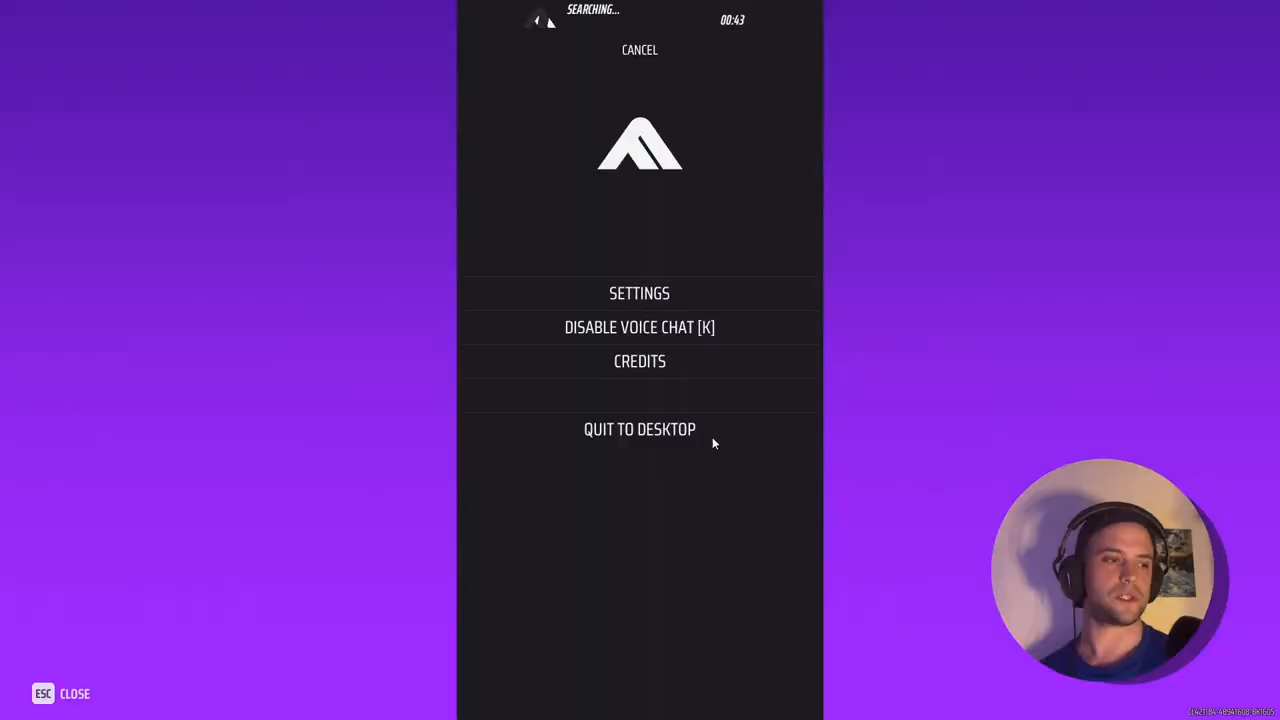 SEARCHING...
00:43
CANCEL
SETTINGS
DISABLE VOICE CHAT [K]
CREDITS
QUIT TO DESKTOP
ESC CLOSE